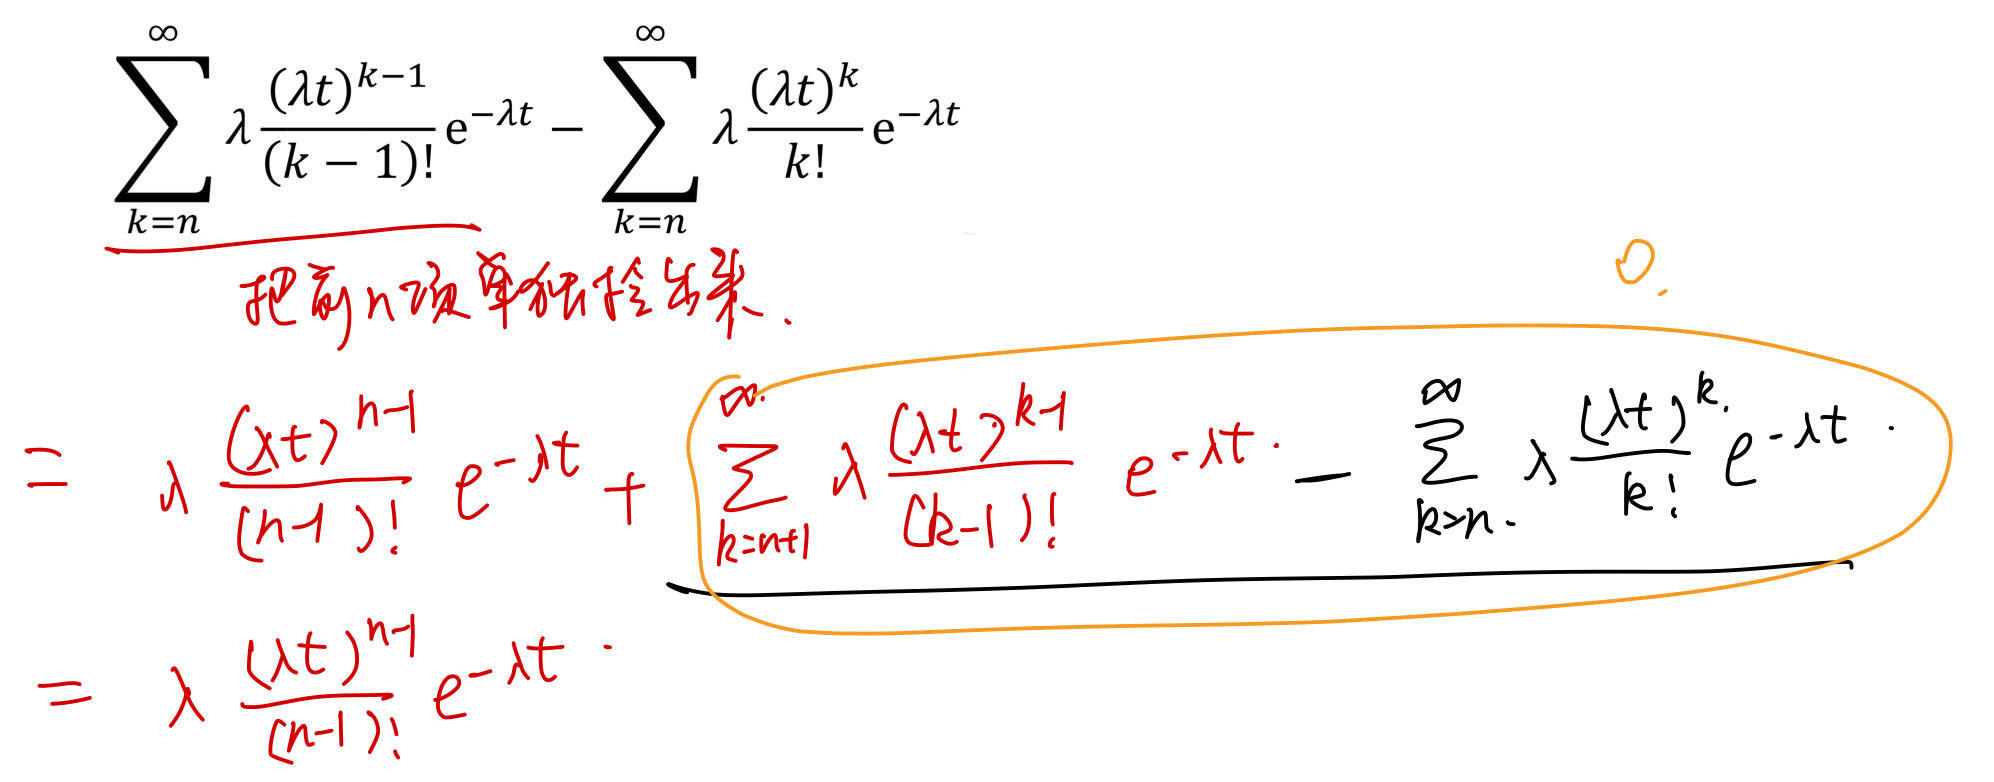 $\sum_{k=n}^{\infty} \lambda \frac{(\lambda t)^{k-1}}{(k-1)!} e^{-\lambda t} - \sum_{k=n}^{\infty} \lambda \frac{(\lambda t)^{k}}{k!} e^{-\lambda t}$
把前n项单独拎出来.
0.
$= \lambda \frac{(\lambda t)^{n-1}}{(n-1)!} e^{-\lambda t} + \sum_{k=n+1}^{\infty} \lambda \frac{(\lambda t)^{k-1}}{(k-1)!} e^{-\lambda t} - \sum_{k=n}^{\infty} \lambda \frac{(\lambda t)^{k}}{k!} e^{-\lambda t}.$
$= \lambda \frac{(\lambda t)^{n-1}}{(n-1)!} e^{-\lambda t}.$